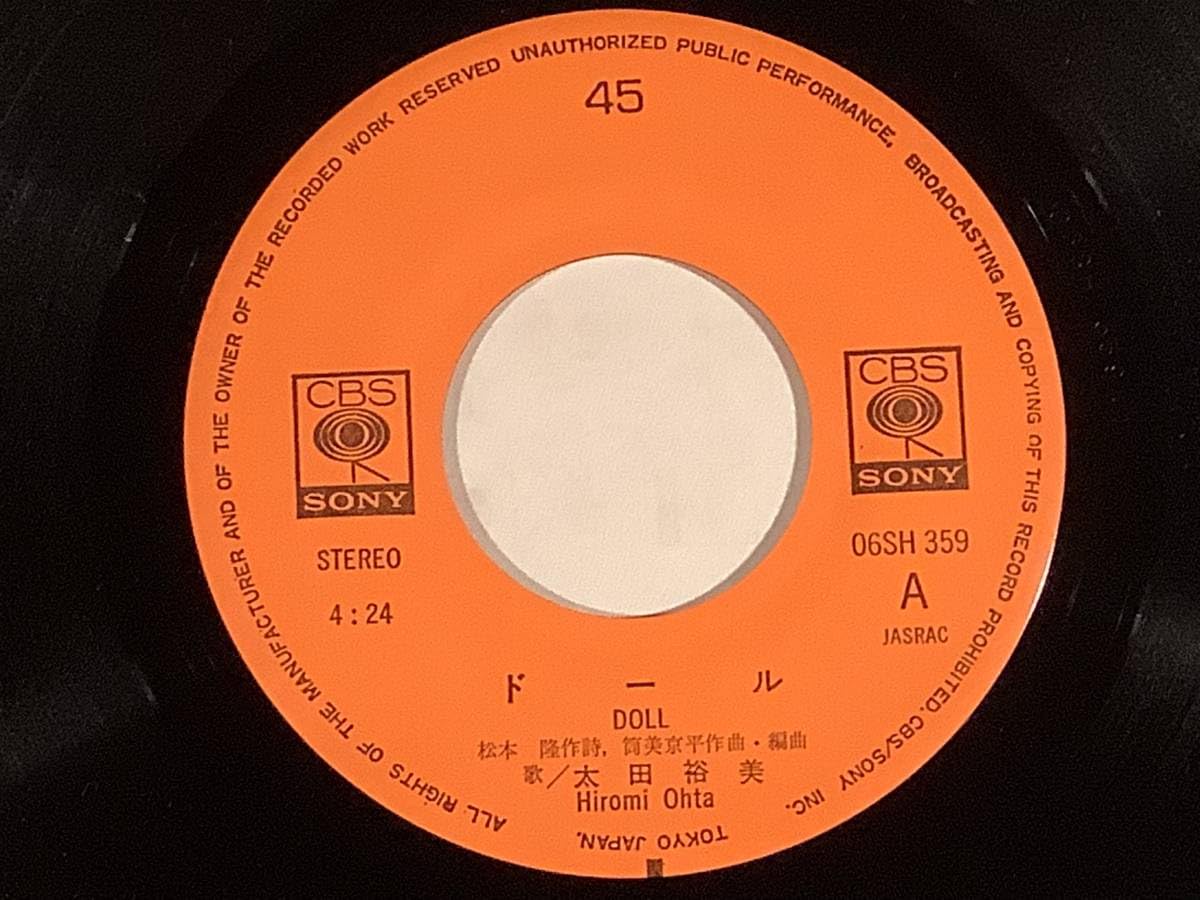 ALL RIGHTS OF THE MANUFACTURER AND OF THE OWNER OF THE RECORDED WORK RESERVED UNAUTHORIZED PUBLIC PERFORMANCE, BROADCASTING AND COPYING OF THIS RECORD PROHIBITED. CBS/SONY INC.
TOKYO JAPAN.
45
CBS
SONY
CBS
SONY
STEREO
4:24
06SH 359
A
JASRAC
ドール
DOLL
松本 隆作詩, 筒美京平作曲・編曲
歌/太田裕美
Hiromi Ohta